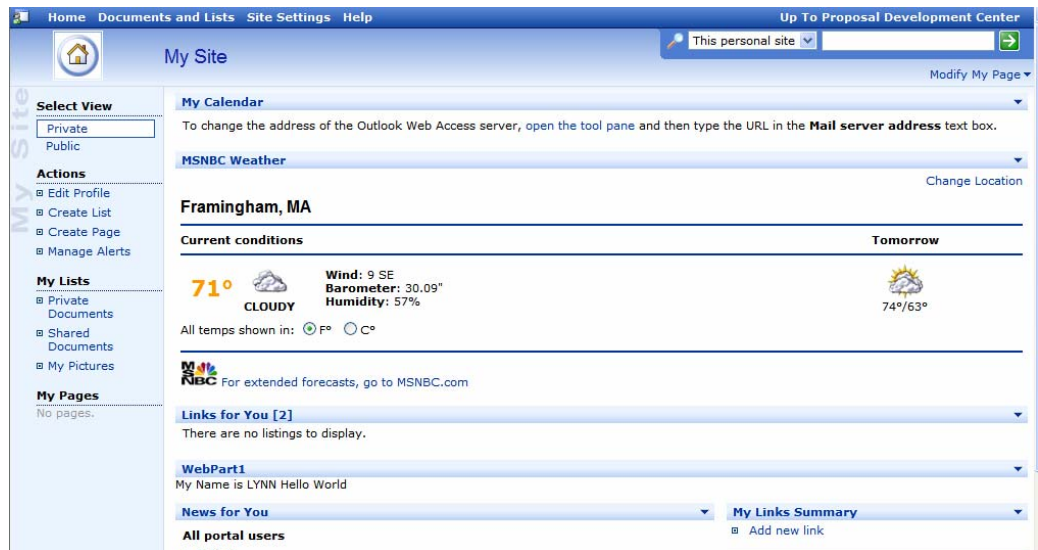 Home Documents and Lists Site Settings Help Up To Proposal Development Center
This personal site
My Site
Modify My Page
My Site
Select View
Private
Public
Actions
Edit Profile
Create List
Create Page
Manage Alerts
My Lists
Private
Documents
Shared
Documents
My Pictures
My Pages
No pages.
My Calendar
To change the address of the Outlook Web Access server, open the tool pane and then type the URL in the Mail server address text box.
MSNBC Weather
Change Location
Framingham, MA
Current conditions Tomorrow
71° CLOUDY
Wind: 9 SE
Barometer: 30.09"
Humidity: 57%
74°/63°
All temps shown in: F° C°
MSNBC For extended forecasts, go to MSNBC.com
Links for You [2]
There are no listings to display.
WebPart1
My Name is LYNN Hello World
News for You
All portal users
My Links Summary
Add new link